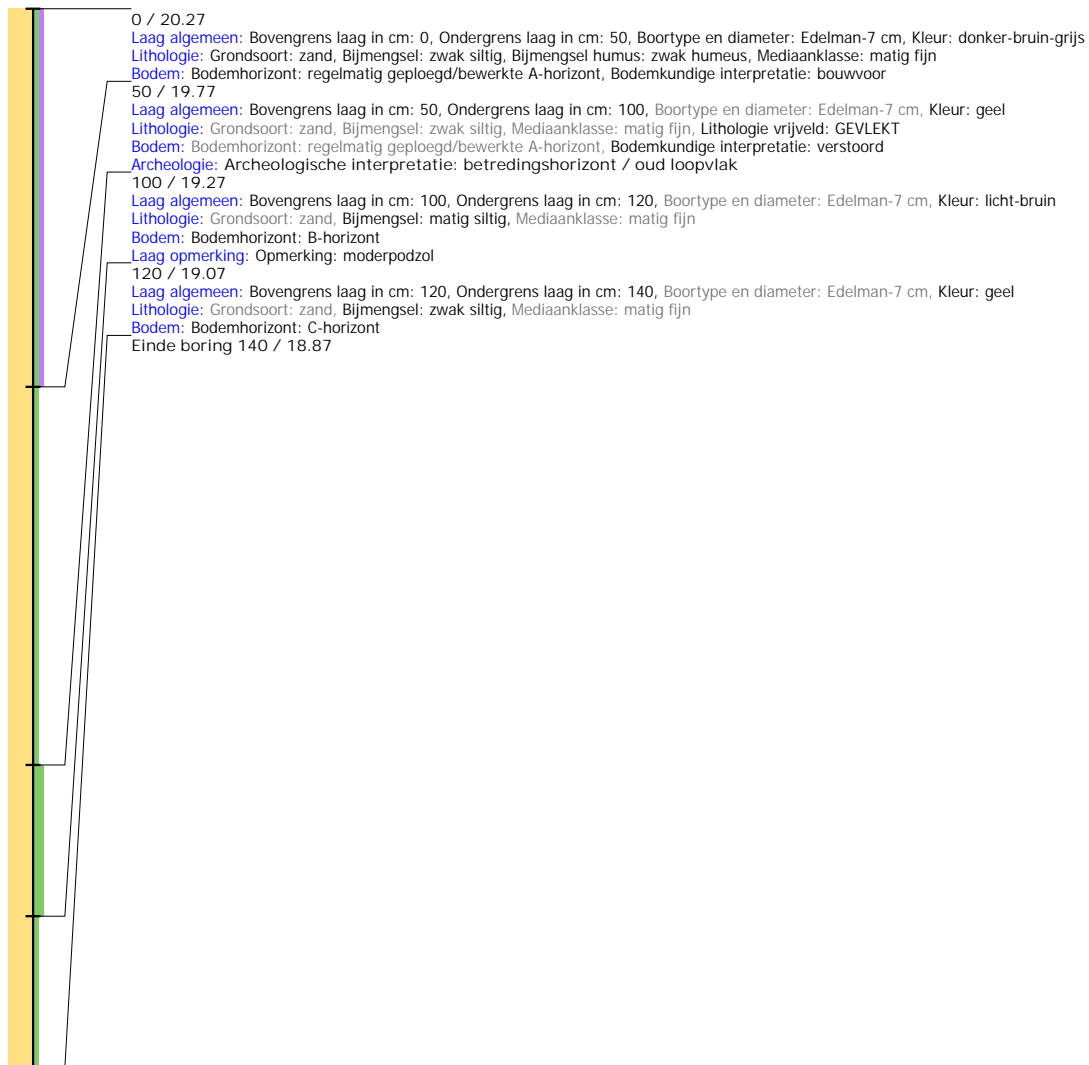 0 / 20.27
Laag algemeen: Bovengrens laag in cm: 0, Ondergrens laag in cm: 50, Boortype en diameter: Edelman-7 cm, Kleur: donker-bruin-grijs
Lithologie: Grondsoort: zand, Bijmengsel: zwak siltig, Bijmengsel humus: zwak humeus, Mediaanklasse: matig fijn
Bodem: Bodemhorizont: regelmatig geploegd/bewerkte A-horizont, Bodemkundige interpretatie: bouwvoor
50 / 19.77
Laag algemeen: Bovengrens laag in cm: 50, Ondergrens laag in cm: 100, Boortype en diameter: Edelman-7 cm, Kleur: geel
Lithologie: Grondsoort: zand, Bijmengsel: zwak siltig, Mediaanklasse: matig fijn, Lithologie vrijveld: GEVLEKT
Bodem: Bodemhorizont: regelmatig geploegd/bewerkte A-horizont, Bodemkundige interpretatie: verstoord
Archeologie: Archeologische interpretatie: betredingshorizont / oud loopvlak
100 / 19.27
Laag algemeen: Bovengrens laag in cm: 100, Ondergrens laag in cm: 120, Boortype en diameter: Edelman-7 cm, Kleur: licht-bruin
Lithologie: Grondsoort: zand, Bijmengsel: matig siltig, Mediaanklasse: matig fijn
Bodem: Bodemhorizont: B-horizont
Laag opmerking: Opmerking: moderpodzol
120 / 19.07
Laag algemeen: Bovengrens laag in cm: 120, Ondergrens laag in cm: 140, Boortype en diameter: Edelman-7 cm, Kleur: geel
Lithologie: Grondsoort: zand, Bijmengsel: zwak siltig, Mediaanklasse: matig fijn
Bodem: Bodemhorizont: C-horizont
Einde boring 140 / 18.87